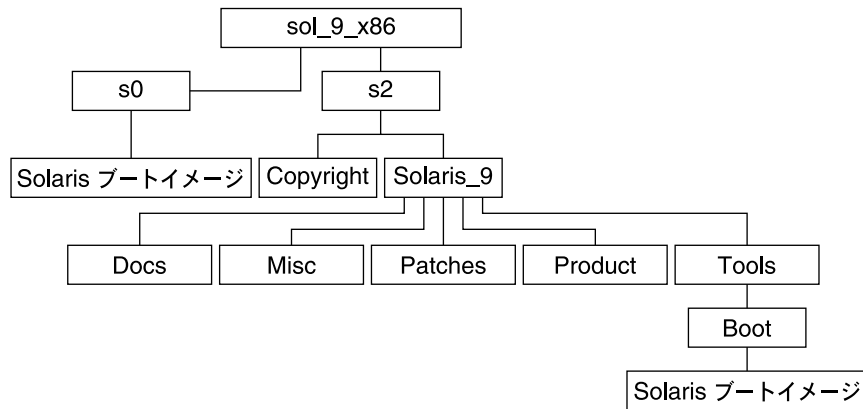 sol_9_x86
s0
s2
Solaris ブートイメージ
Copyright
Solaris_9
Docs
Misc
Patches
Product
Tools
Boot
Solaris ブートイメージ